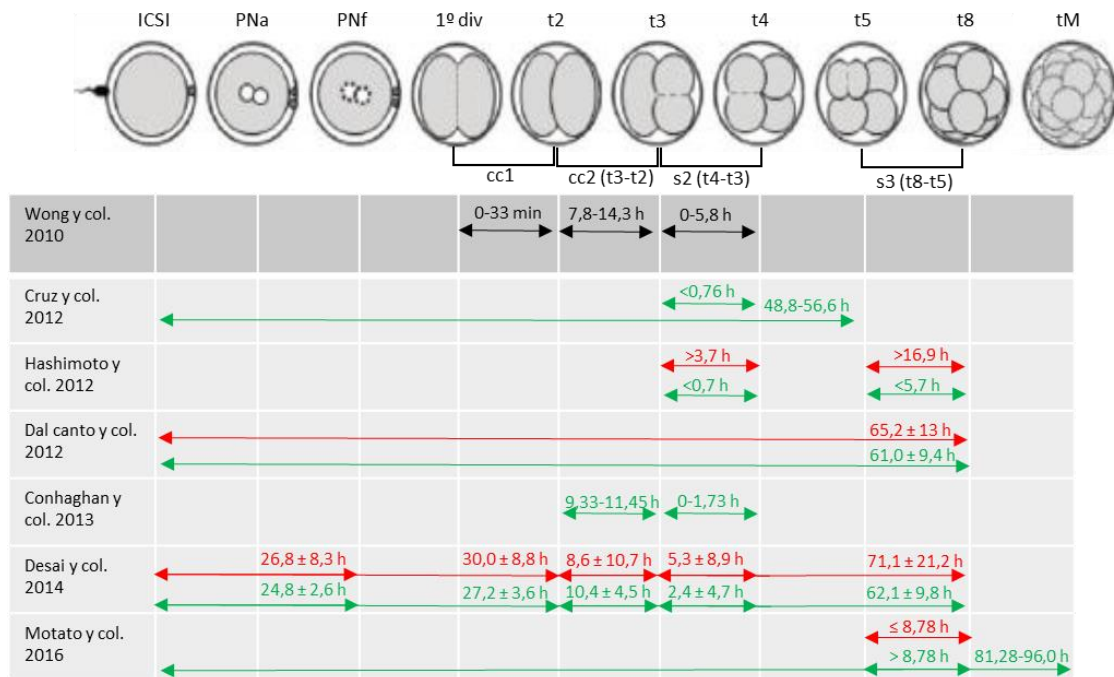 ICSI PNa PNf 1º div t2 t3 t4 t5 t8 tM
cc1 cc2 (t3-t2) s2 (t4-t3) s3 (t8-t5)
Wong y col.
2010
0-33 min 7,8-14,3 h 0-5,8 h
Cruz y col.
2012
<0,76 h
48,8-56,6 h
Hashimoto y
col. 2012
>3,7 h >16,9 h
<0,7 h <5,7 h
Dal canto y col.
2012
65,2 ± 13 h
61,0 ± 9,4 h
Conhaghan y
col. 2013
9,33-11,45 h 0-1,73 h
Desai y col.
2014
26,8 ± 8,3 h 30,0 ± 8,8 h 8,6 ± 10,7 h 5,3 ± 8,9 h 71,1 ± 21,2 h
24,8 ± 2,6 h 27,2 ± 3,6 h 10,4 ± 4,5 h 2,4 ± 4,7 h 62,1 ± 9,8 h
Motato y col.
2016
≤ 8,78 h
> 8,78 h 81,28-96,0 h